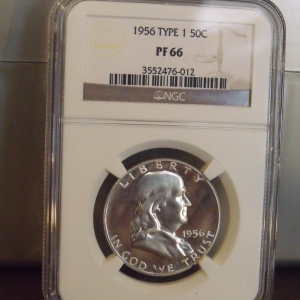 1956 TYPE 1 50C
PF 66
3552476-012
NGC
LIBERTY
1956
IN GOD WE TRUST